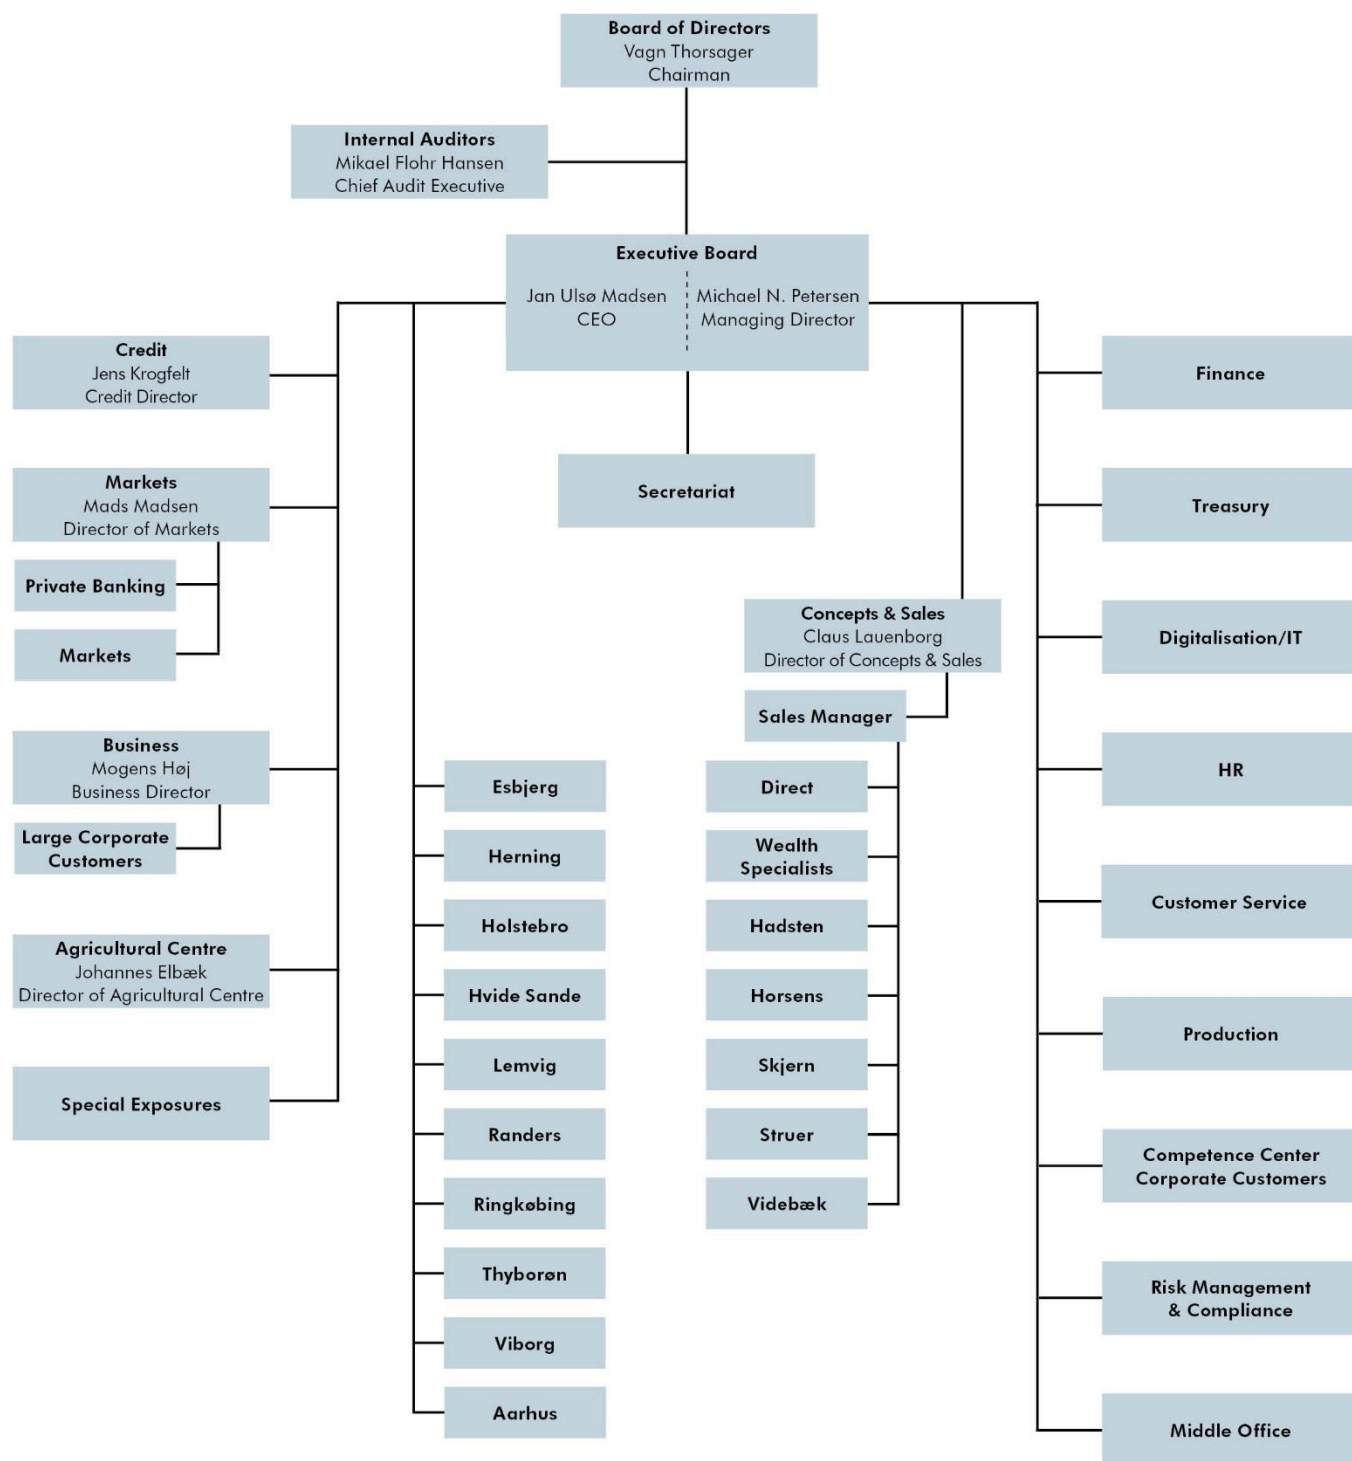 Board of Directors
Vagn Thorsager
Chairman
Internal Auditors
Mikael Flohr Hansen
Chief Audit Executive
Executive Board
Jan Ulsø Madsen
CEO
Michael N. Petersen
Managing Director
Secretariat
Credit
Jens Krogfelt
Credit Director
Markets
Mads Madsen
Director of Markets
Private Banking
Markets
Business
Mogens Høj
Business Director
Large Corporate
Customers
Agricultural Centre
Johannes Elbæk
Director of Agricultural Centre
Special Exposures
Esbjerg
Herning
Holstebro
Hvide Sande
Lemvig
Randers
Ringkøbing
Thyborøn
Viborg
Aarhus
Concepts & Sales
Claus Lauenborg
Director of Concepts & Sales
Sales Manager
Direct
Wealth
Specialists
Hadsten
Horsens
Skjern
Struer
Videbæk
Finance
Treasury
Digitalisation/IT
HR
Customer Service
Production
Competence Center
Corporate Customers
Risk Management
& Compliance
Middle Office